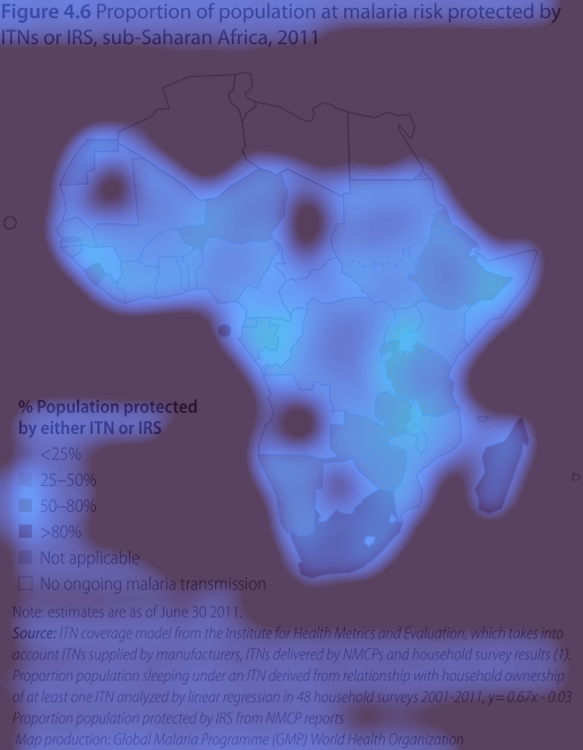 Figure 4.6 Proportion of population at malaria risk protected by
ITNs or IRS, sub-Saharan Africa, 2011
% Population protected
by either ITN or IRS
<25%
25–50%
50–80%
>80%
Not applicable
No ongoing malaria transmission
Note: estimates are as of June 30 2011.
Source: ITN coverage model from the Institute for Health Metrics and Evaluation, which takes into
account ITNs supplied by manufacturers, ITNs delivered by NMCPs and household survey results (1).
Proportion population sleeping under an ITN derived from relationship with household ownership
of at least one ITN analyzed by linear regression in 48 household surveys 2001-2011, y= 0.67x - 0.03
Proportion population protected by IRS from NMCP reports
Map production: Global Malaria Programme (GMP) World Health Organization